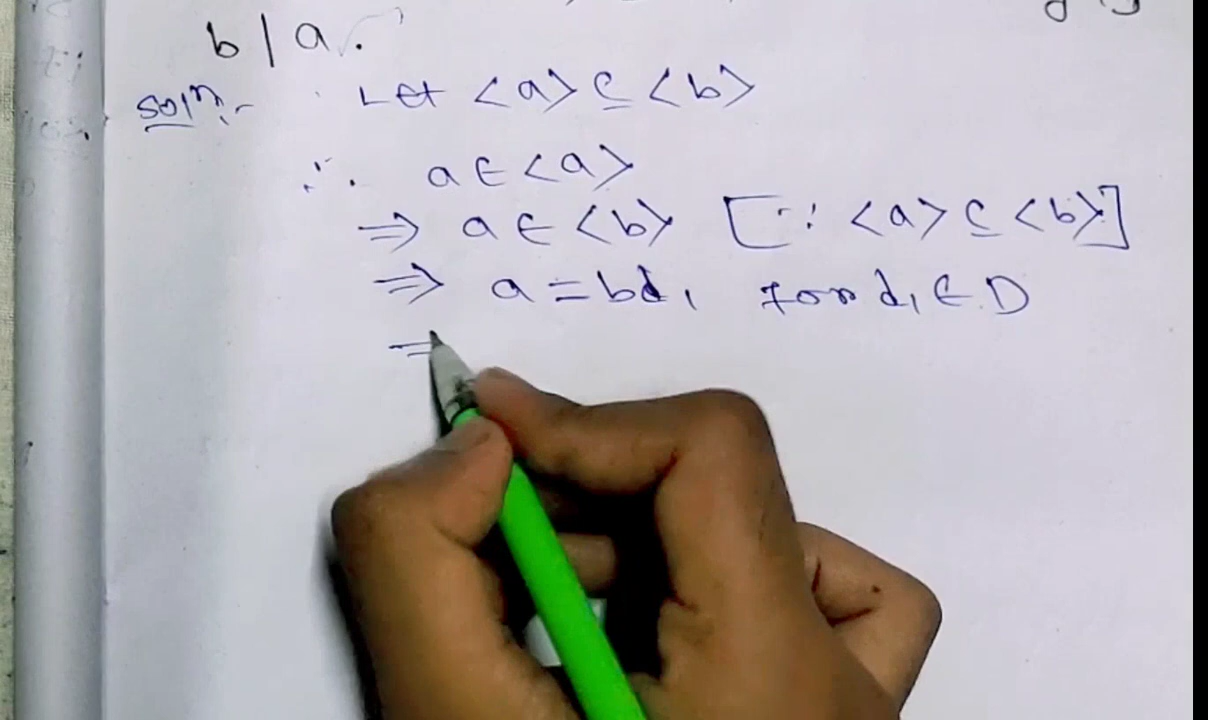 b | a.
Soln:- Let <a> ⊆ <b>
∴ a ∈ <a>
⇒ a ∈ <b> [∵ <a> ⊆ <b>]
⇒ a = bd₁ for d₁ ∈ D
⇒